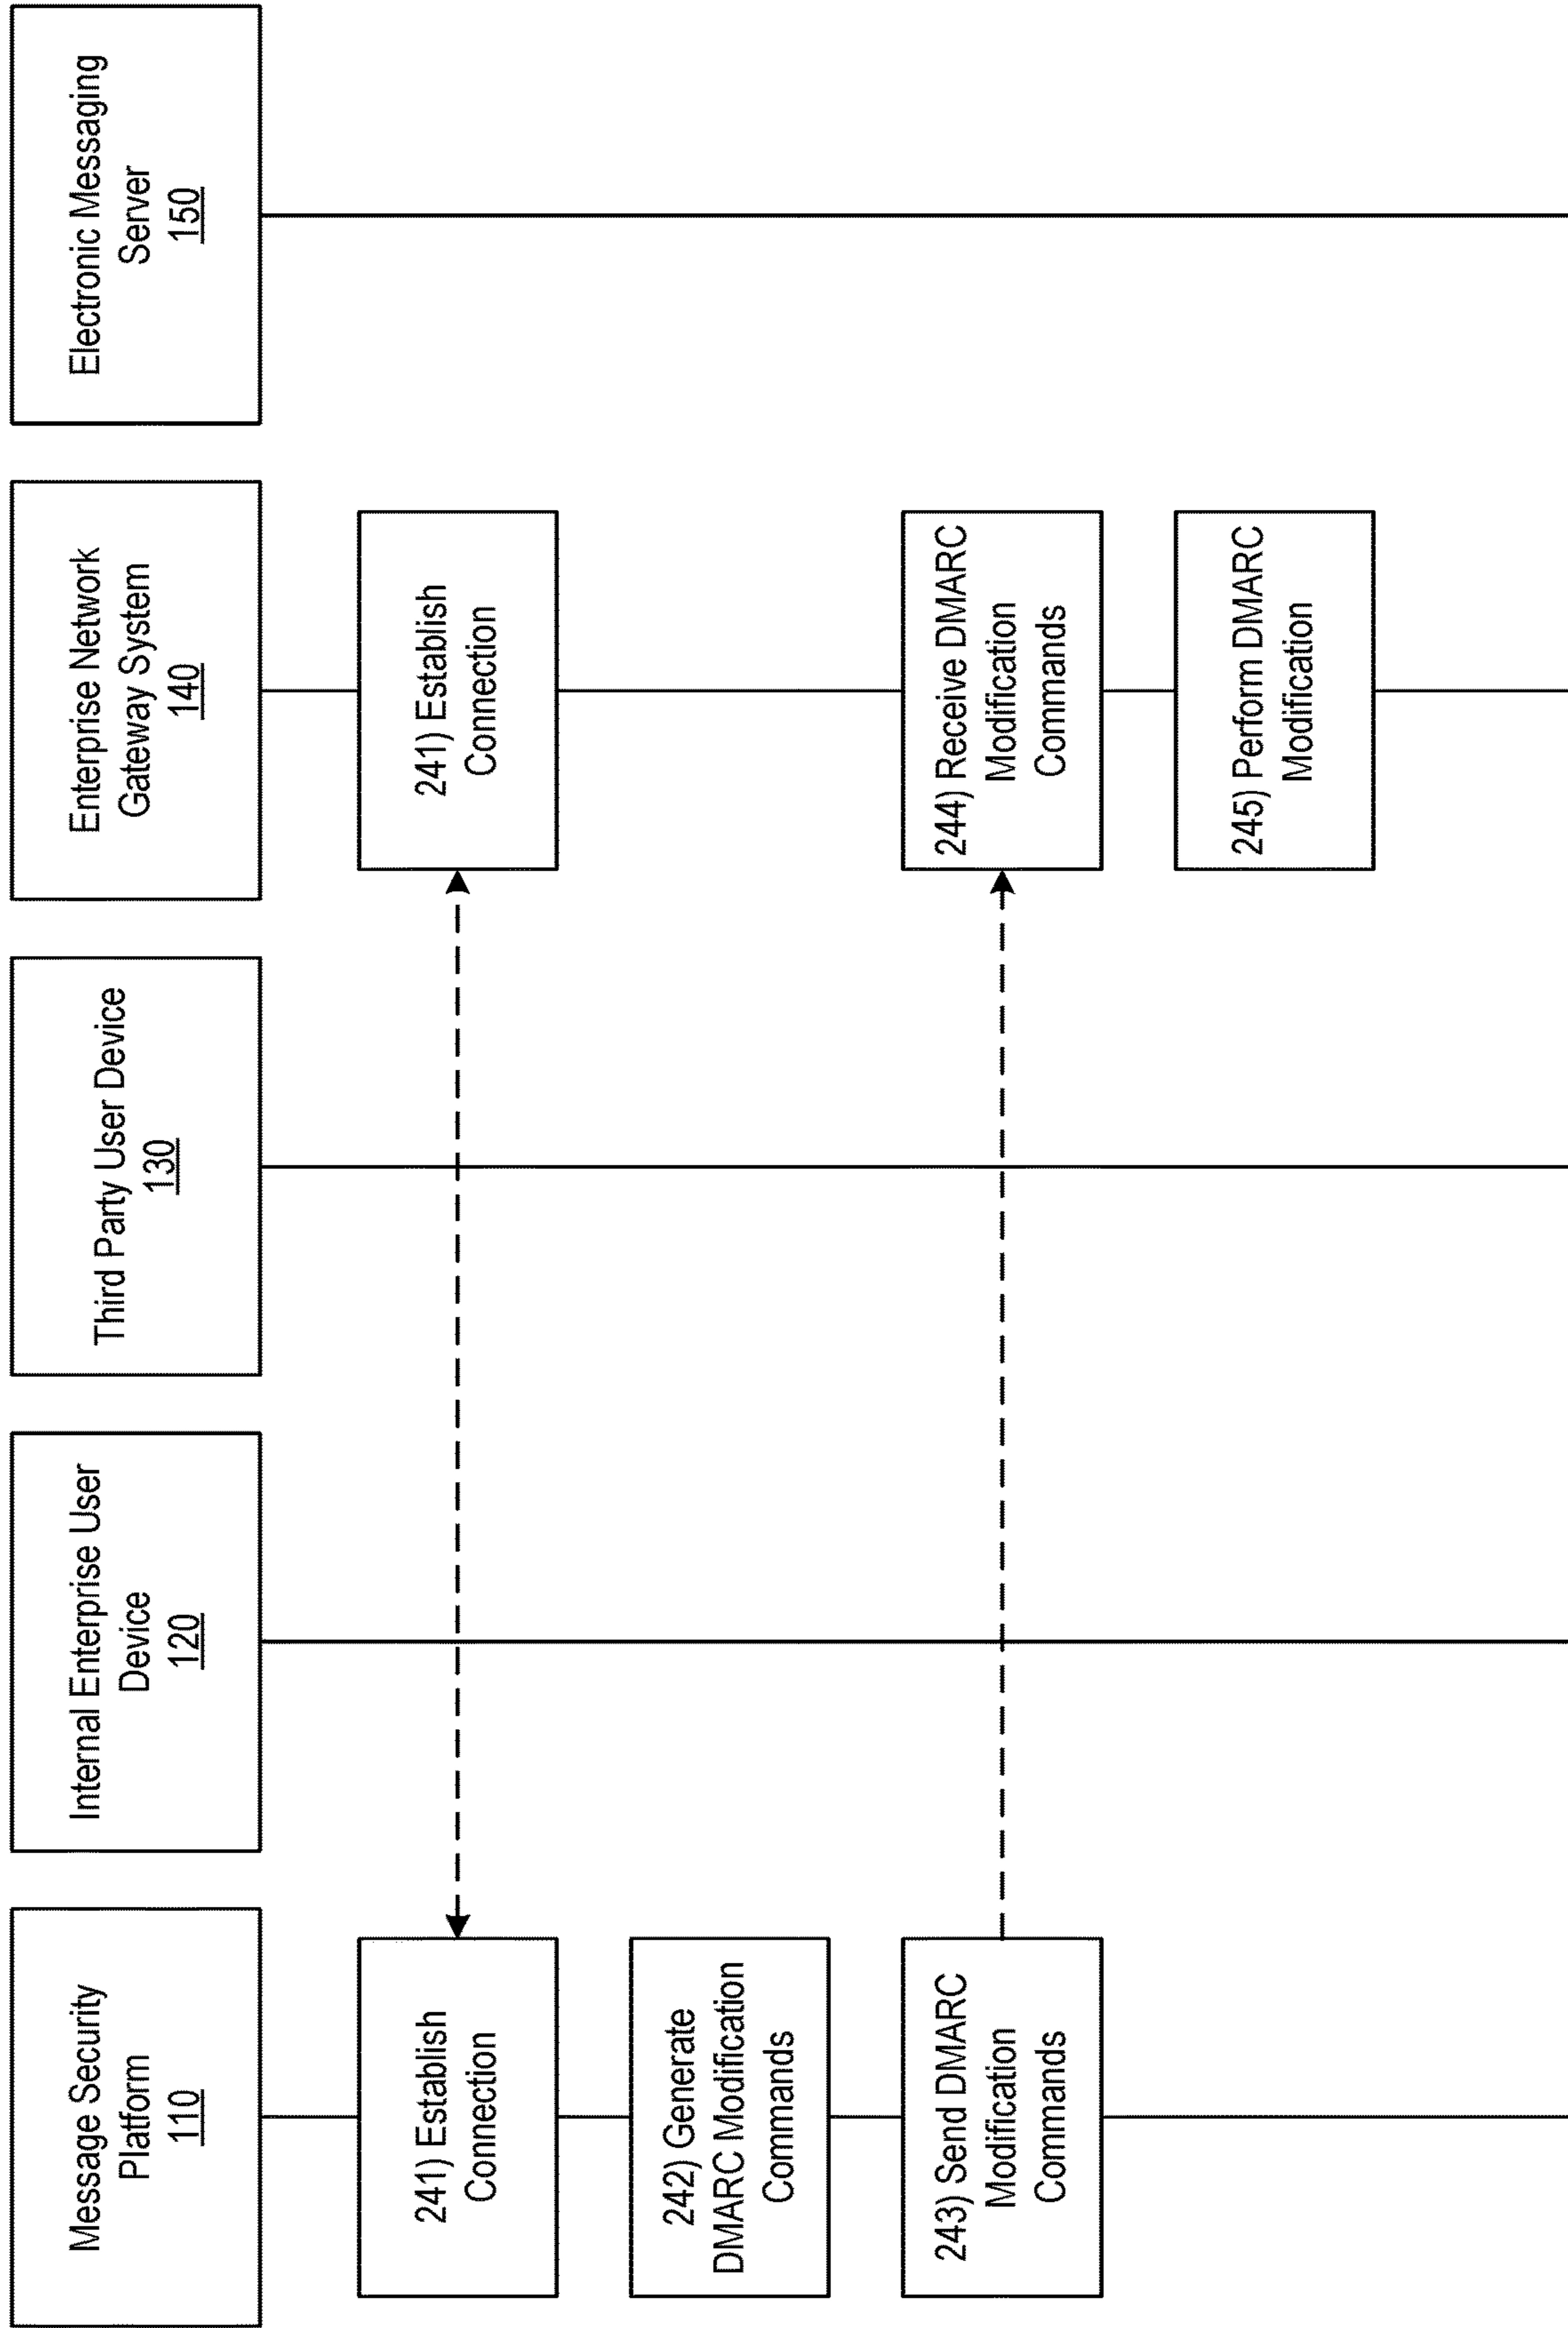 Message Security
Platform
110
Internal Enterprise User
Device
120
Third Party User Device
130
Enterprise Network
Gateway System
140
Electronic Messaging
Server
150
241) Establish
Connection
241) Establish
Connection
242) Generate
DMARC Modification
Commands
243) Send DMARC
Modification
Commands
244) Receive DMARC
Modification
Commands
245) Perform DMARC
Modification